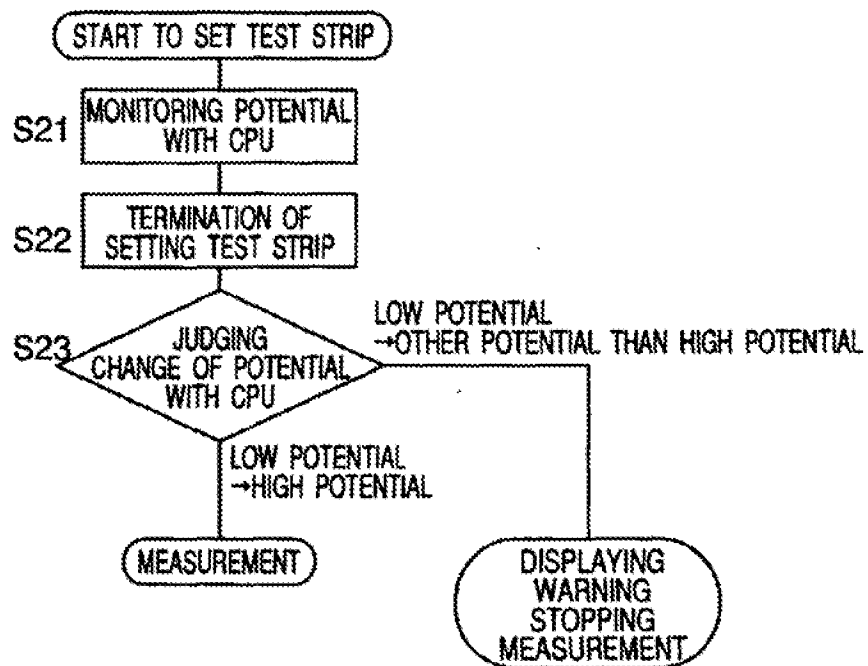 START TO SET TEST STRIP
S21
MONITORING POTENTIAL
WITH CPU
S22
TERMINATION OF
SETTING TEST STRIP
S23
JUDGING
CHANGE OF POTENTIAL
WITH CPU
LOW POTENTIAL
→OTHER POTENTIAL THAN HIGH POTENTIAL
LOW POTENTIAL
→HIGH POTENTIAL
MEASUREMENT
DISPLAYING
WARNING
STOPPING
MEASUREMENT